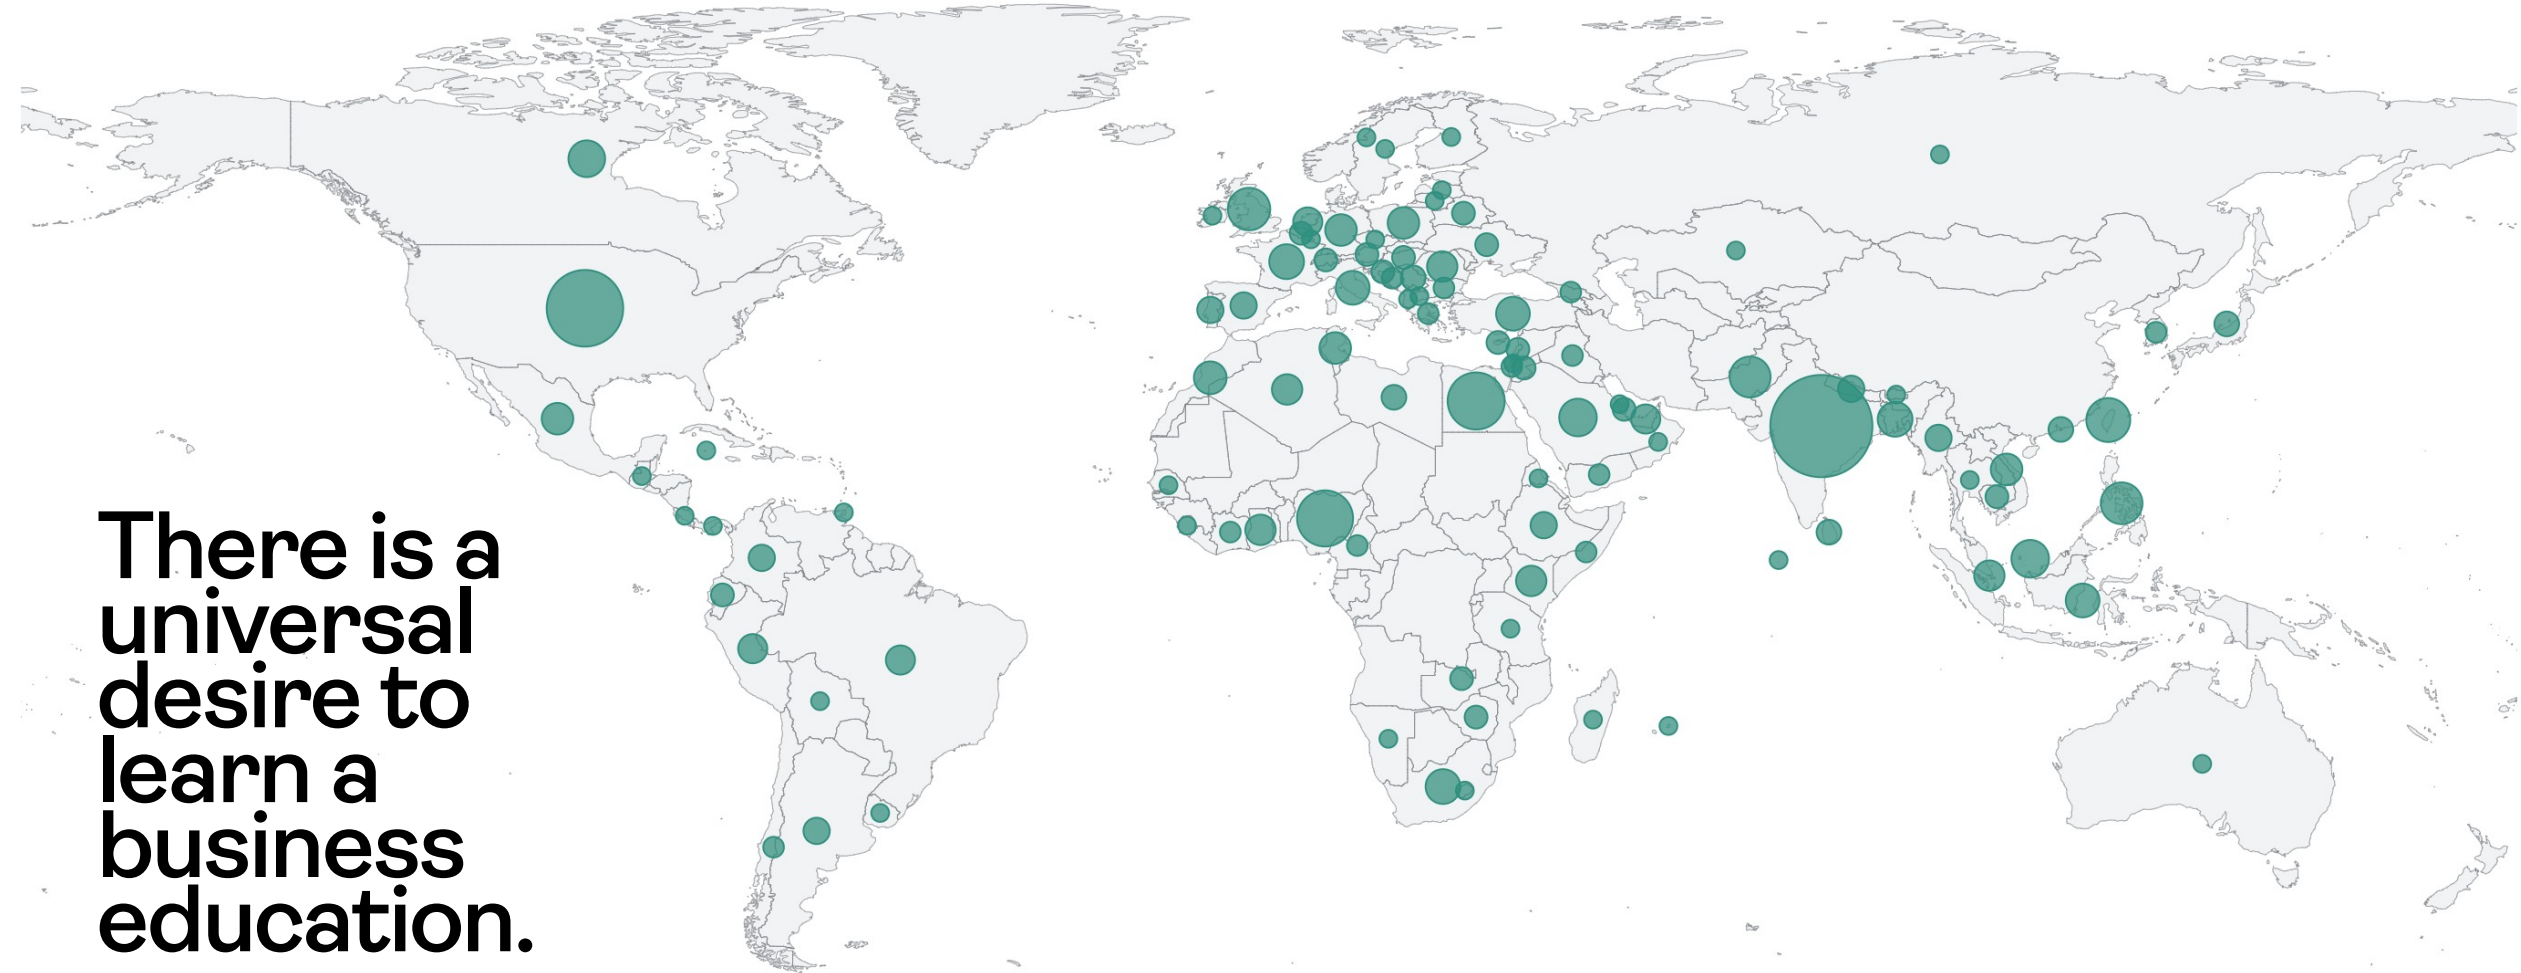 There is a
universal
desire to
learn a
business
education.